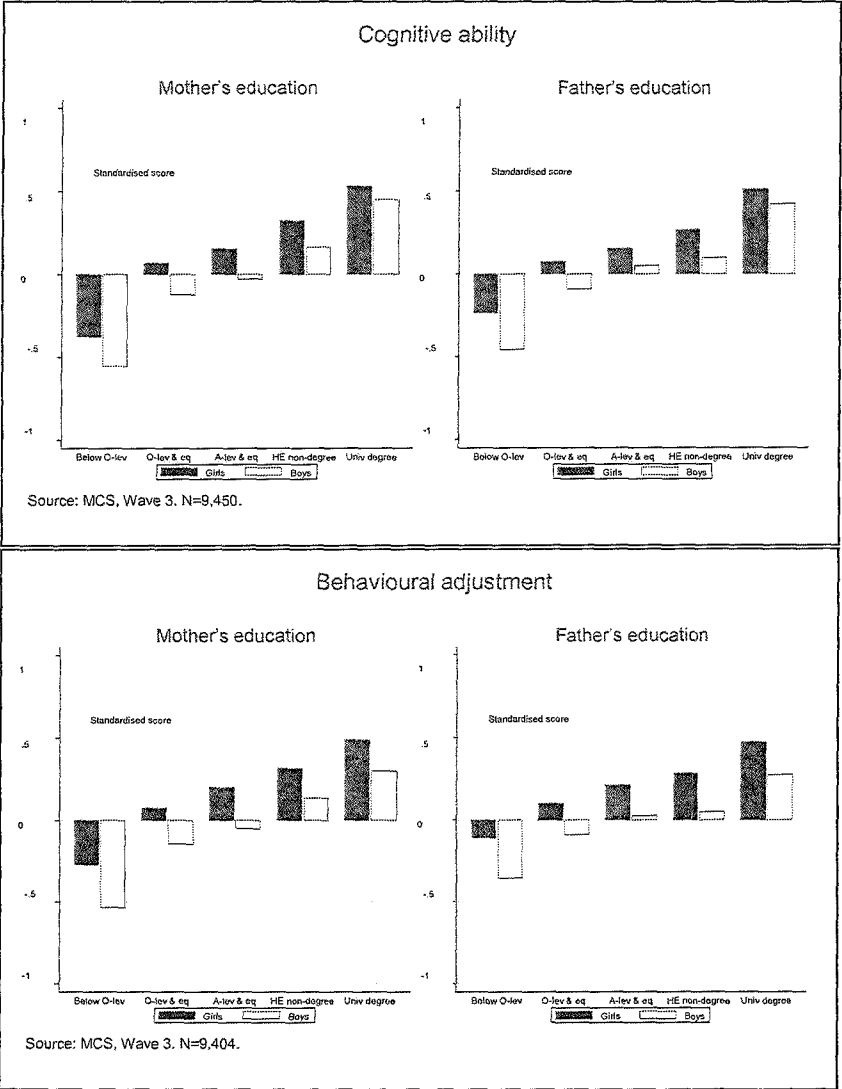 Cognitive ability
Mother's education
1
Standardised score
.5
0
-.5
-1
Below O-lev O-lev & eq A-lev & eq HE non-degree Univ degree
Girls Boys
Father's education
1
Standardised score
.5
0
-.5
-1
Below O-lev O-lev & eq A-lev & eq HE non-degree Univ degree
Girls Boys
Source: MCS, Wave 3. N=9,450.
Behavioural adjustment
Mother's education
1
Standardised score
.5
0
-.5
-1
Below O-lev O-lev & eq A-lev & eq HE non-degree Univ degree
Girls Boys
Father's education
1
Standardised score
.5
0
-.5
-1
Below O-lev O-lev & eq A-lev & eq HE non-degree Univ degree
Girls Boys
Source: MCS, Wave 3. N=9,404.